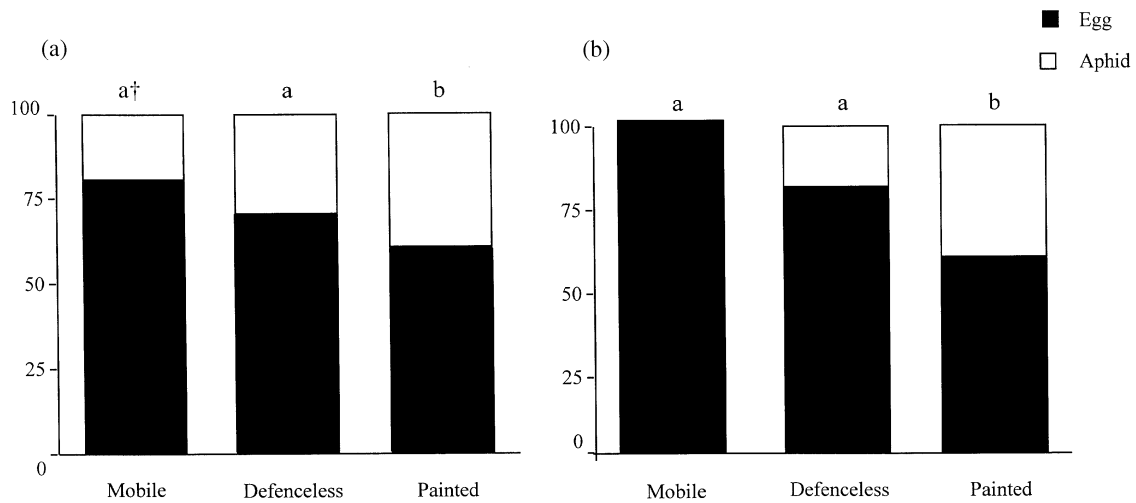 Egg
Aphid
(a)
a† a b
100
75
50
25
0
Mobile Defenceless Painted
(b)
a a b
100
75
50
25
0
Mobile Defenceless Painted